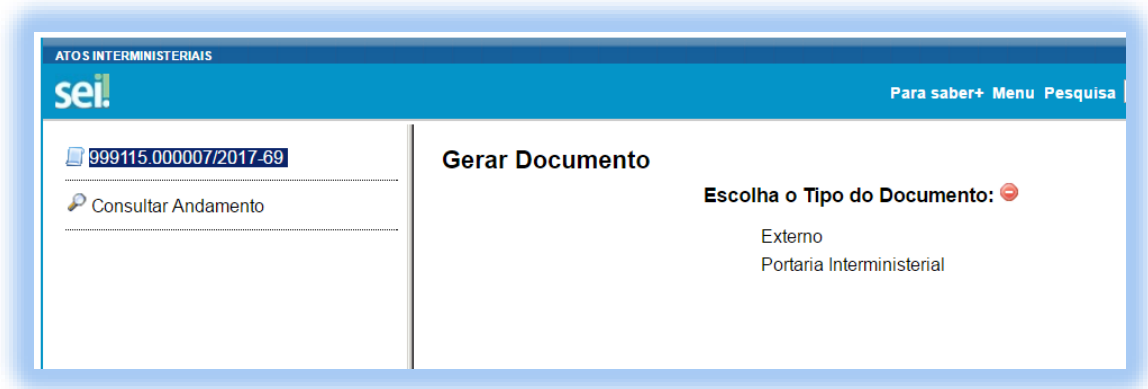 ATOS INTERMINISTERIAIS
sei!
Para saber+ Menu Pesquisa
999115.000007/2017-69
Consultar Andamento
Gerar Documento
Escolha o Tipo do Documento:
Externo
Portaria Interministerial